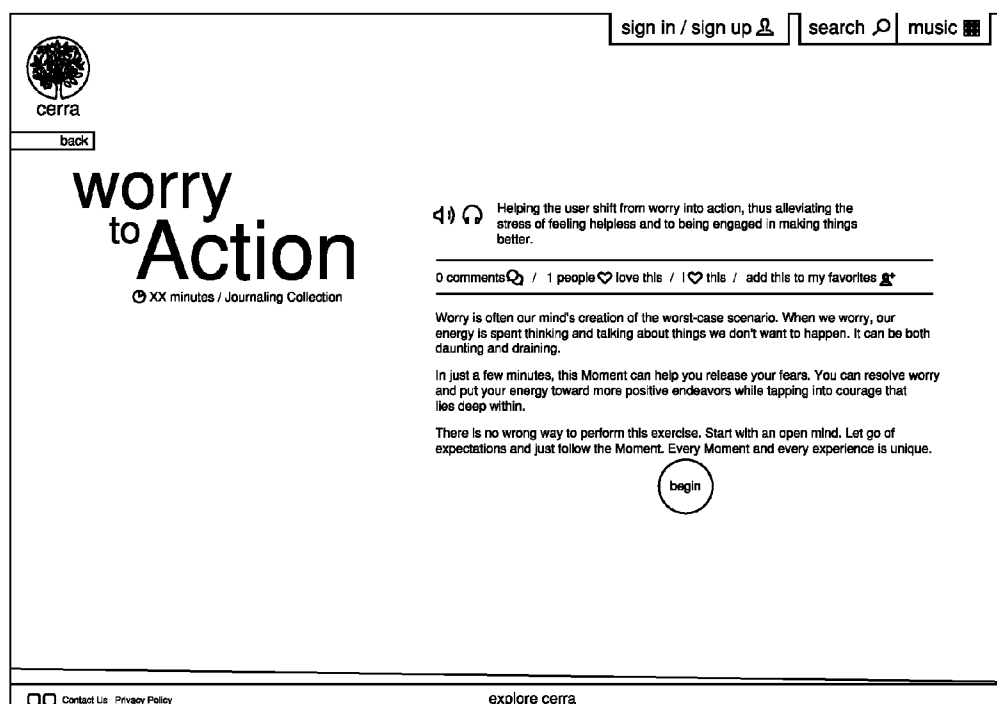 sign in / sign up
search
music
cerra
back
worry
to Action
XX minutes / Journaling Collection
Helping the user shift from worry into action, thus alleviating the
stress of feeling helpless and to being engaged in making things
better.
0 comments / 1 people love this / I this / add this to my favorites
Worry is often our mind's creation of the worst-case scenario. When we worry, our
energy is spent thinking and talking about things we don't want to happen. It can be both
daunting and draining.
In just a few minutes, this Moment can help you release your fears. You can resolve worry
and put your energy toward more positive endeavors while tapping into courage that
lies deep within.
There is no wrong way to perform this exercise. Start with an open mind. Let go of
expectations and just follow the Moment. Every Moment and every experience is unique.
begin
Contact Us Privacy Policy
explore cerra